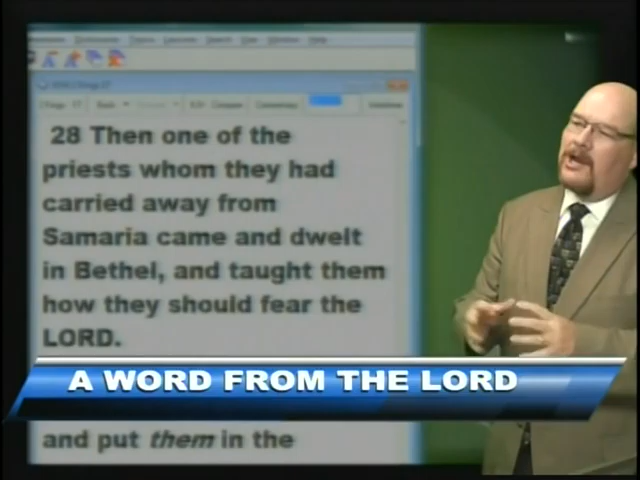 28 Then one of the
priests whom they had
carried away from
Samaria came and dwelt
in Bethel, and taught them
how they should fear the
LORD.
A WORD FROM THE LORD
and put them in the